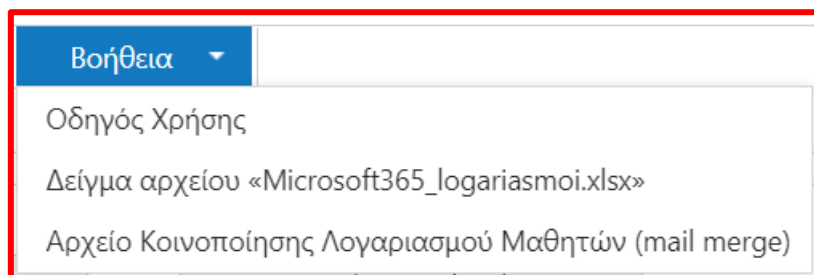 Βοήθεια
Οδηγός Χρήσης
Δείγμα αρχείου «Microsoft365_logariasmoi.xlsx»
Αρχείο Κοινοποίησης Λογαριασμού Μαθητών (mail merge)